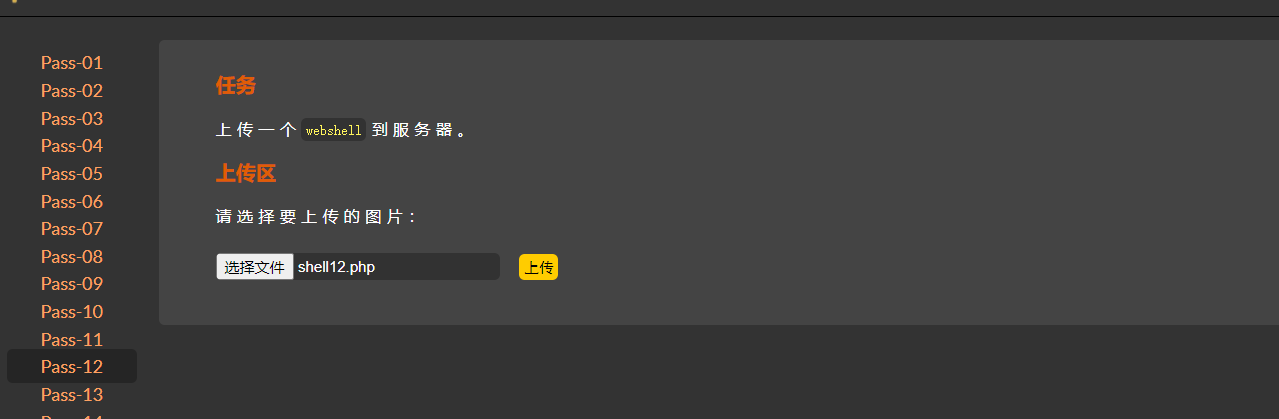 Pass-01
Pass-02
Pass-03
Pass-04
Pass-05
Pass-06
Pass-07
Pass-08
Pass-09
Pass-10
Pass-11
Pass-12
Pass-13
任务
上传一个 webshell 到服务器。
上传区
请选择要上传的图片：
选择文件 shell12.php 上传